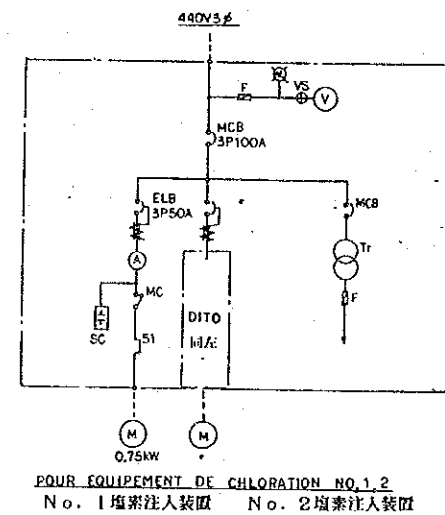 440V3φ
F
VS
V
MCB
3P100A
ELB
3P50A
MCB
A
Tr
MC
DITO
同左
F
SC
51
M
M
0.75kW
POUR EQUIPEMENT DE CHLORATION NO,1,2
No. 1塩素注入装置 No. 2塩素注入装置